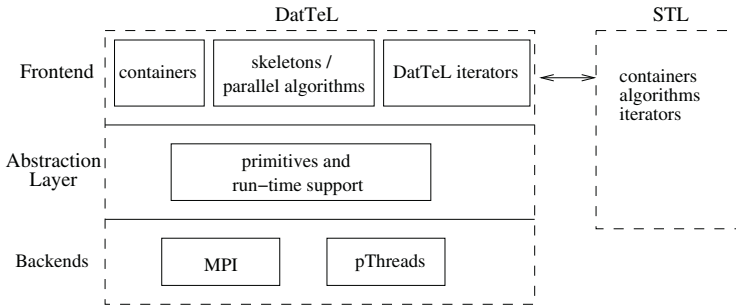 DatTeL
STL
Frontend
containers
skeletons /
parallel algorithms
DatTeL iterators
containers
algorithms
iterators
Abstraction
Layer
primitives and
run−time support
Backends
MPI
pThreads